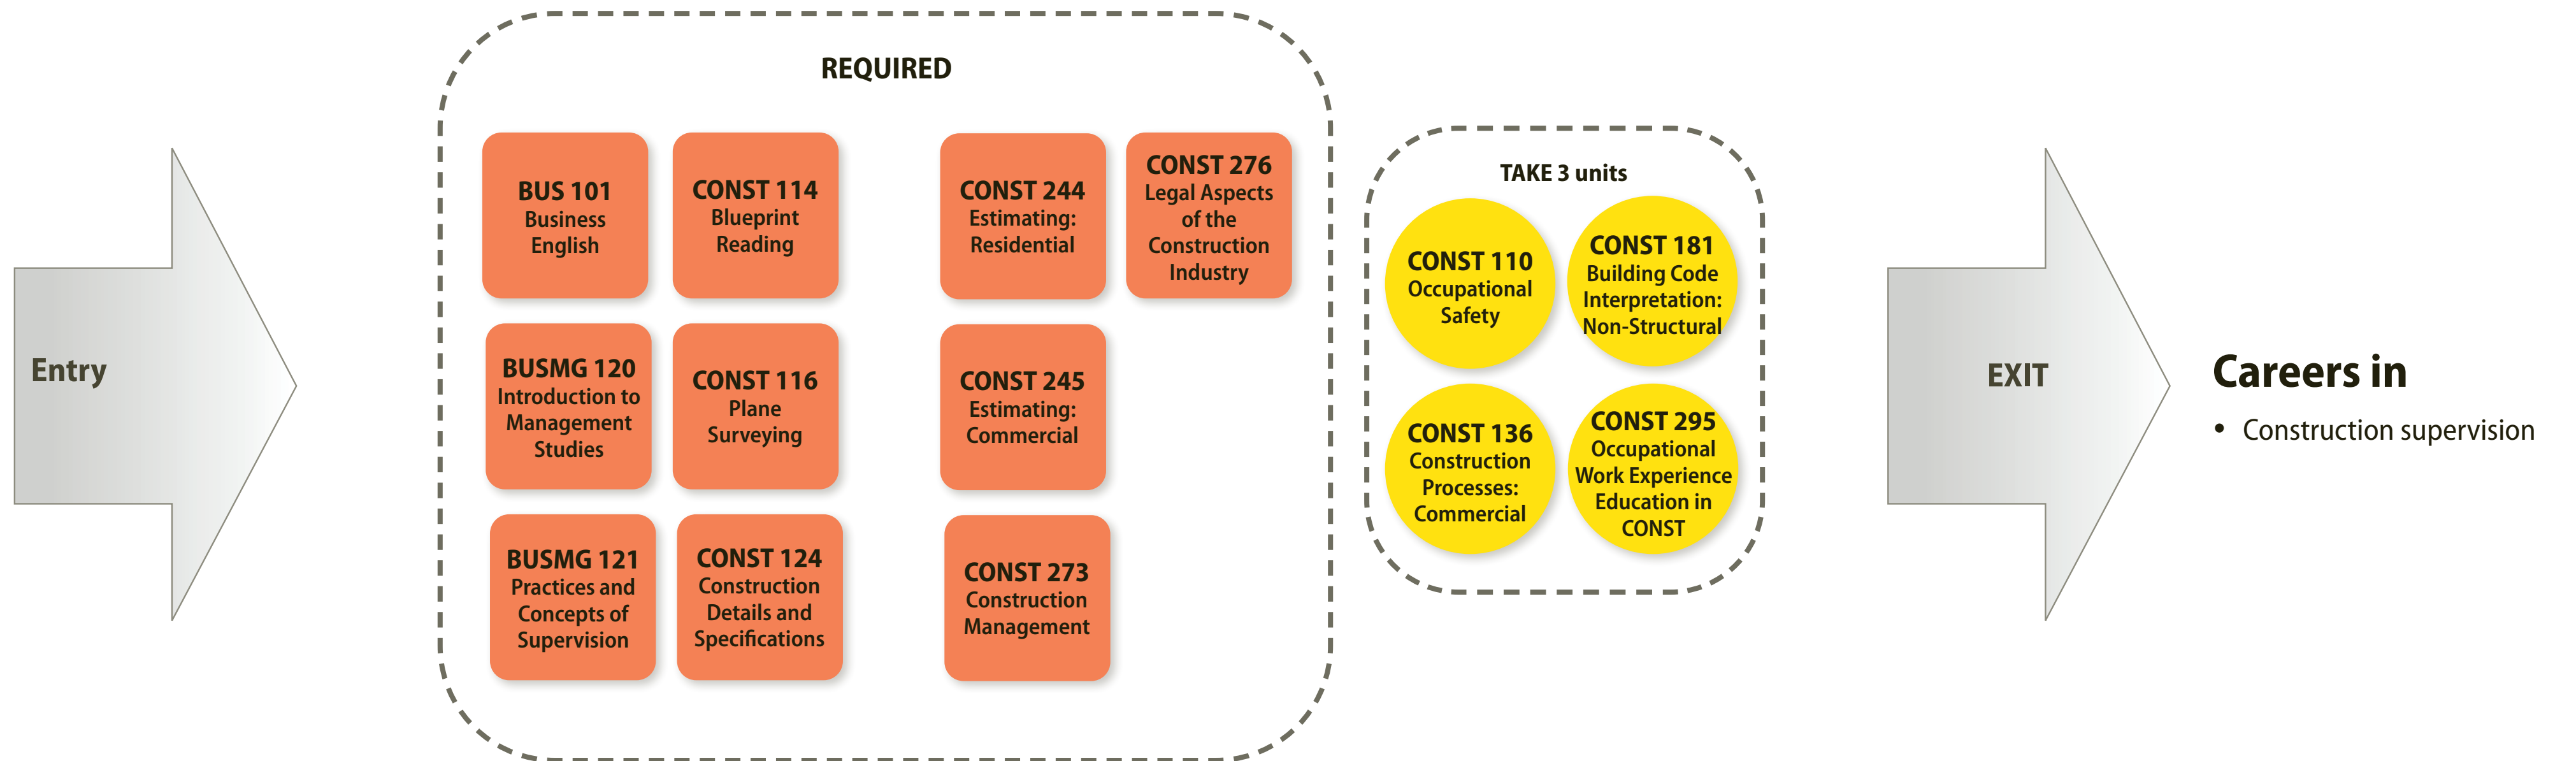 Entry
REQUIRED
BUS 101
Business
English
CONST 114
Blueprint
Reading
CONST 244
Estimating:
Residential
CONST 276
Legal Aspects
of the
Construction
Industry
BUSMG 120
Introduction to
Management
Studies
CONST 116
Plane
Surveying
CONST 245
Estimating:
Commercial
BUSMG 121
Practices and
Concepts of
Supervision
CONST 124
Construction
Details and
Specifications
CONST 273
Construction
Management
TAKE 3 units
CONST 110
Occupational
Safety
CONST 181
Building Code
Interpretation:
Non-Structural
CONST 136
Construction
Processes:
Commercial
CONST 295
Occupational
Work Experience
Education in
CONST
EXIT
Careers in
• Construction supervision